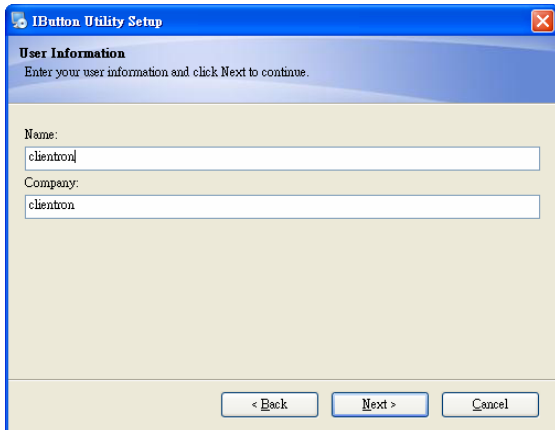 IButton Utility Setup
User Information
Enter your user information and click Next to continue.
Name:
clientron
Company:
clientron
< Back
Next >
Cancel